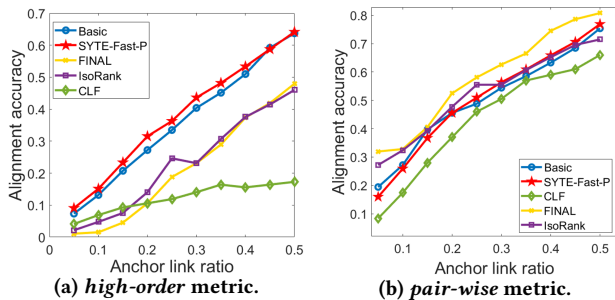 0.7
0.6
0.5
0.4
0.3
0.2
0.1
0
Alignment accuracy
Basic
SYTE-Fast-P
FINAL
IsoRank
CLF
0 0.1 0.2 0.3 0.4 0.5
Anchor link ratio
(a) high-order metric.
0.8
0.7
0.6
0.5
0.4
0.3
0.2
0.1
Alignment accuracy
Basic
SYTE-Fast-P
CLF
FINAL
IsoRank
0.1 0.2 0.3 0.4 0.5
Anchor link ratio
(b) pair-wise metric.